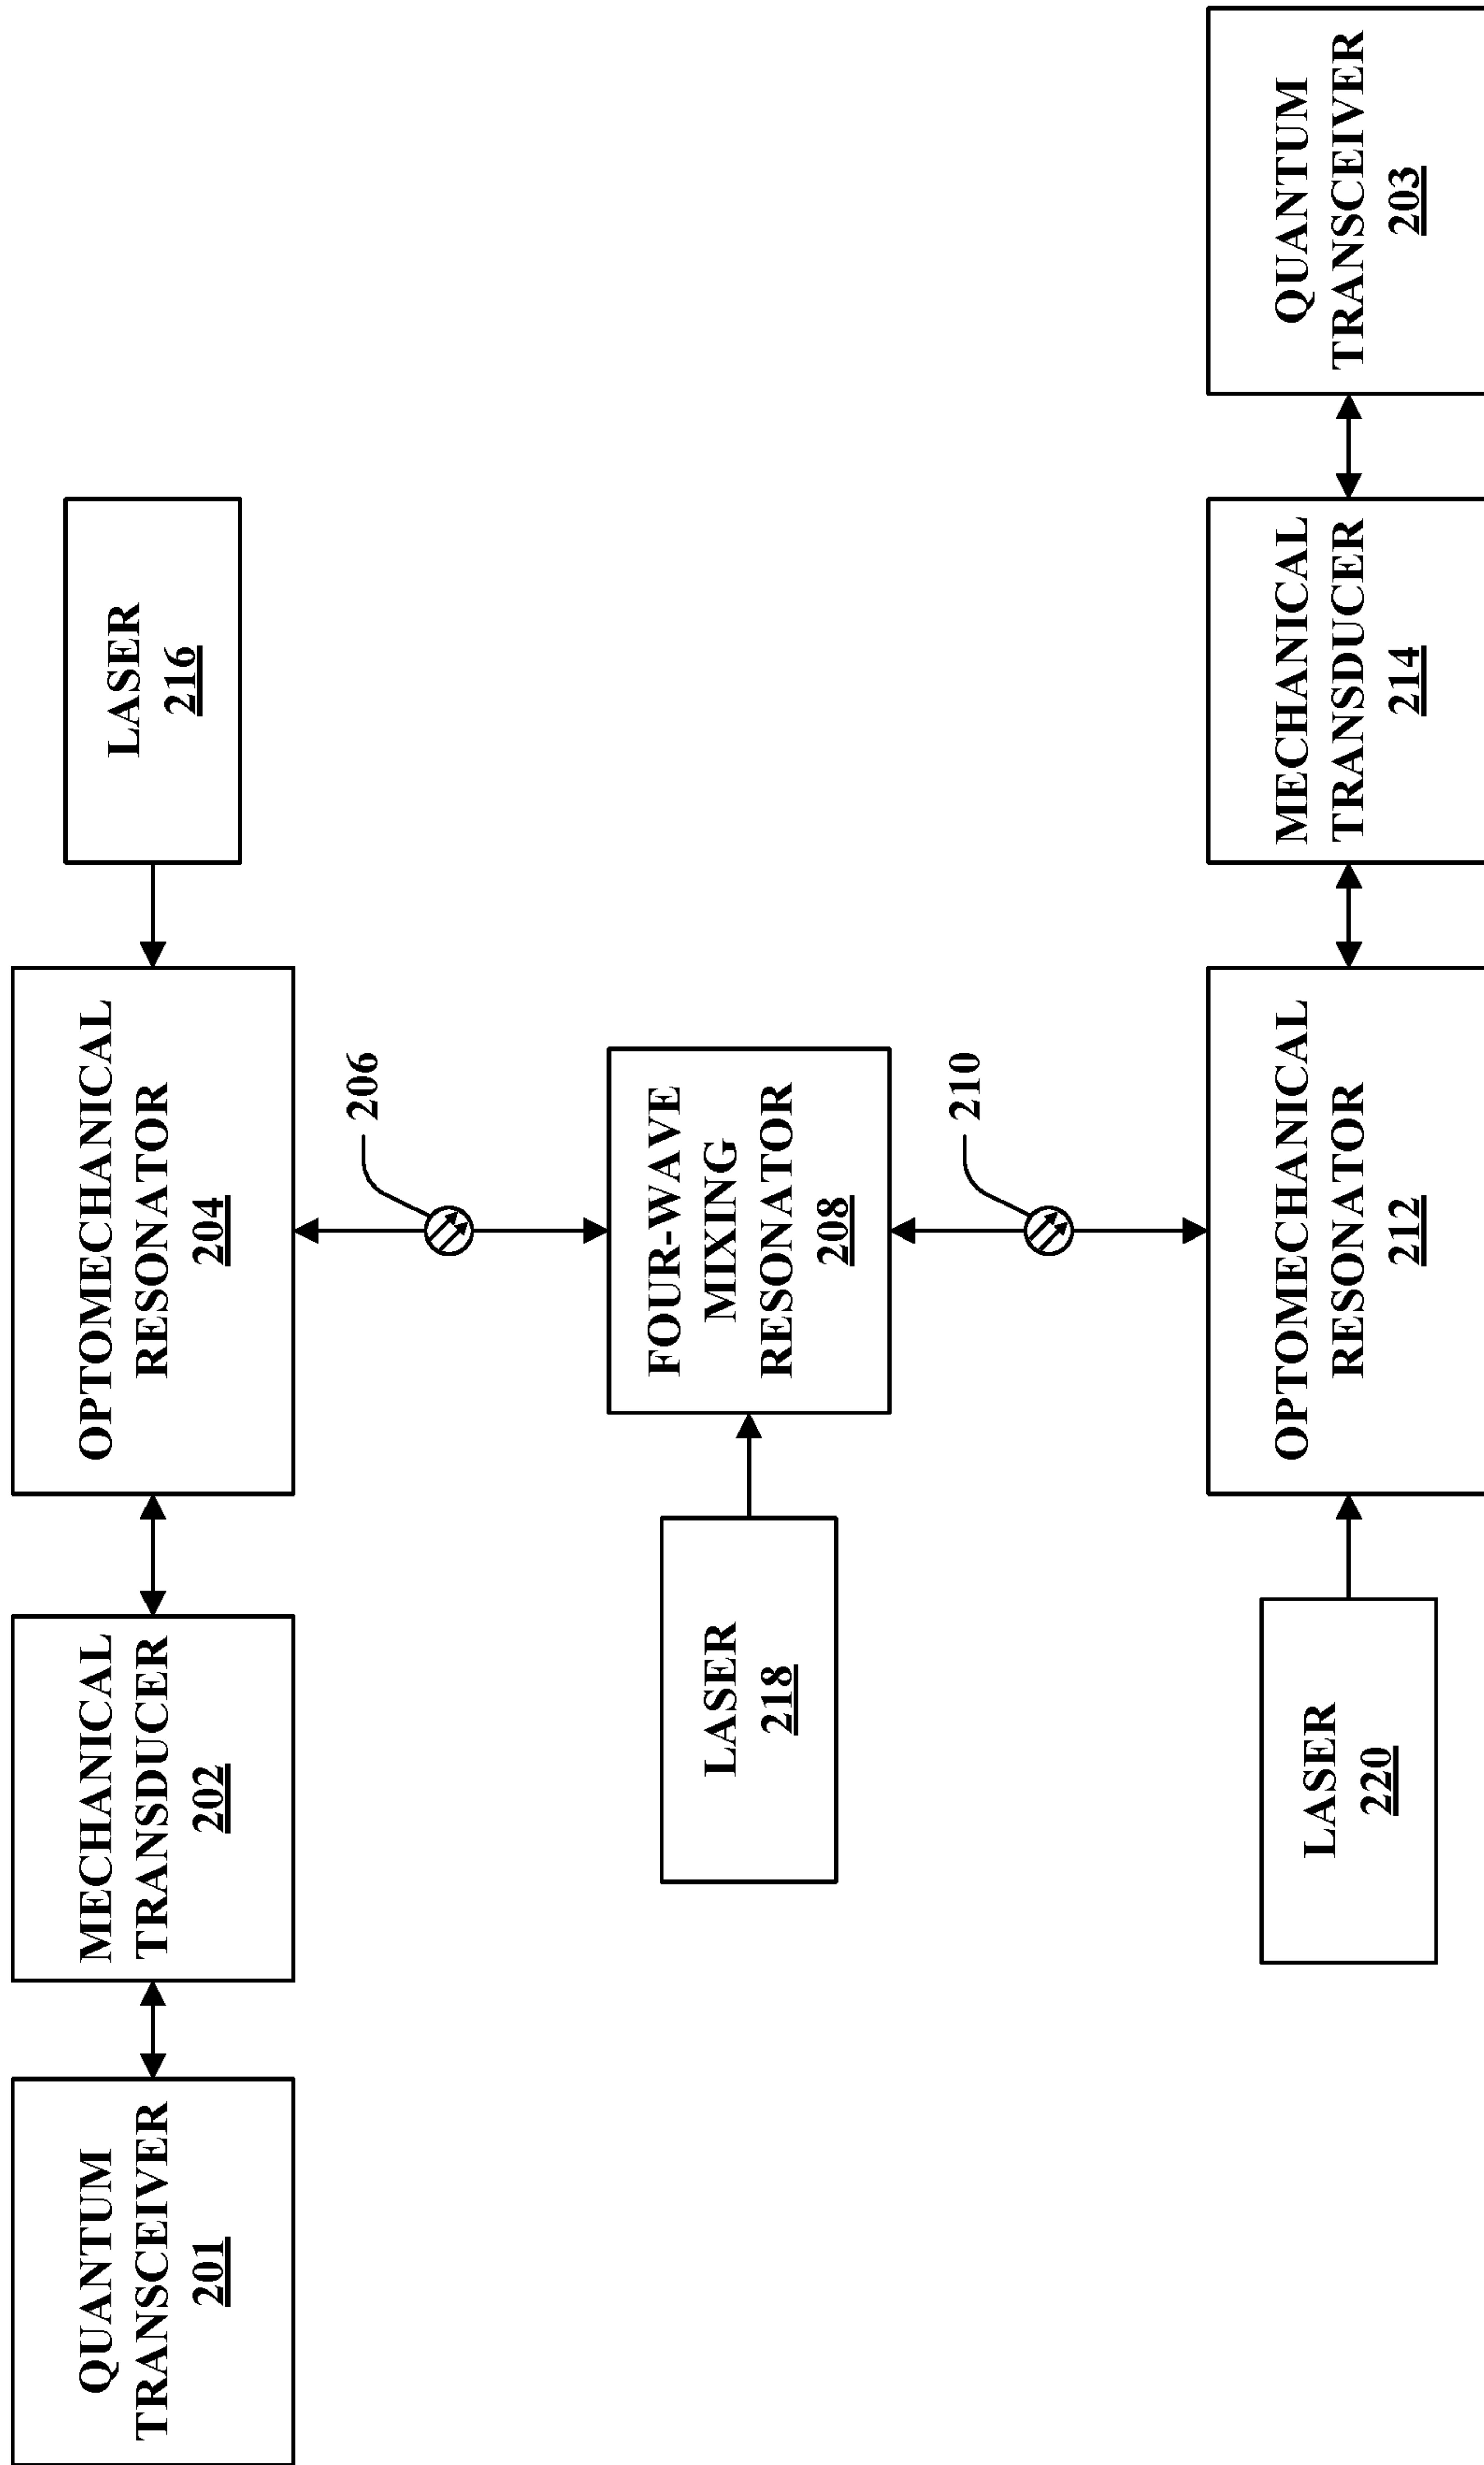 QUANTUM
TRANSCEIVER
201
MECHANICAL
TRANSDUCER
202
OPTOMECHANICAL
RESONATOR
204
LASER
216
206
LASER
218
FOUR-WAVE
MIXING
RESONATOR
208
210
LASER
220
OPTOMECHANICAL
RESONATOR
212
MECHANICAL
TRANSDUCER
214
QUANTUM
TRANSCEIVER
203